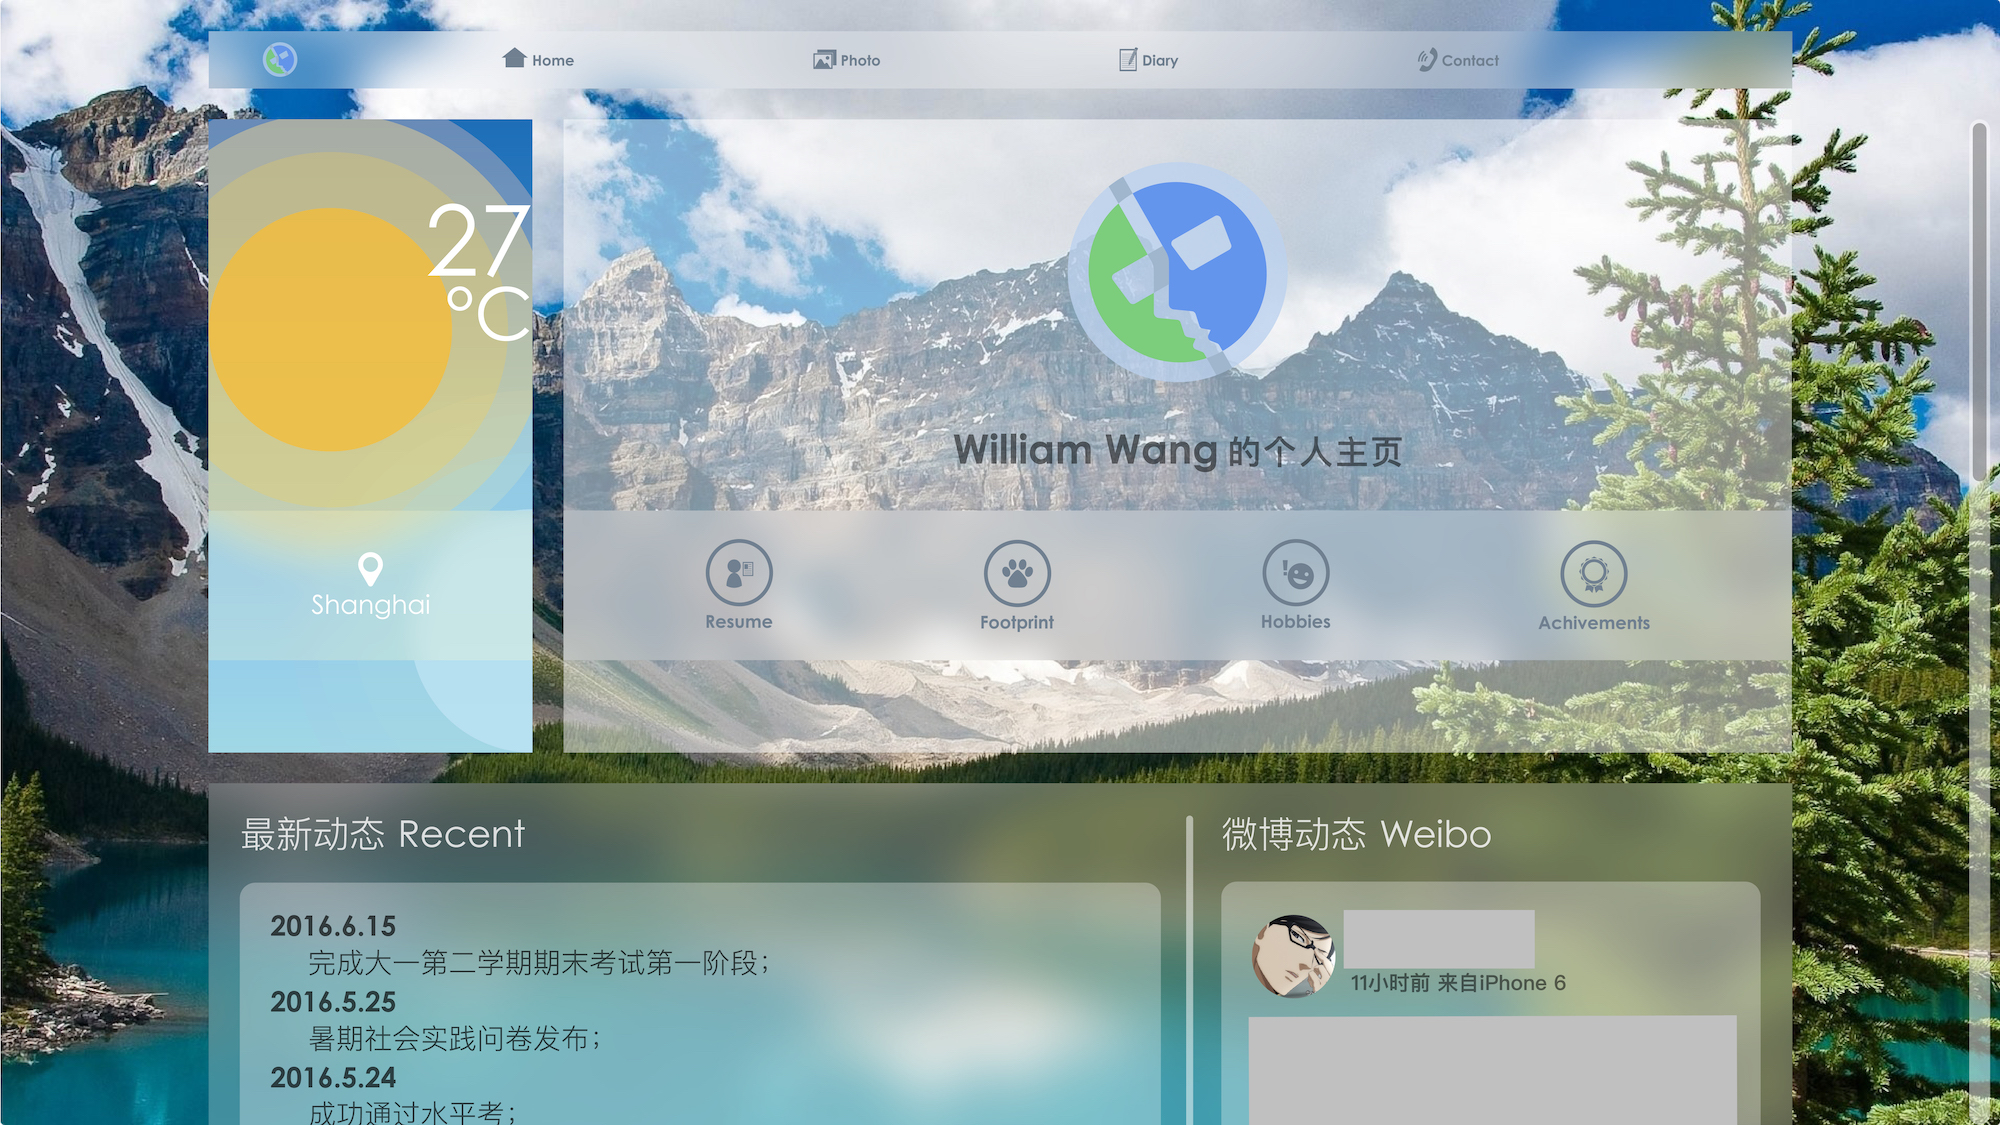 Home
Photo
Diary
Contact
27
°C
Shanghai
William Wang 的个人主页
Resume
Footprint
Hobbies
Achivements
最新动态 Recent
2016.6.15
完成大一第二学期期末考试第一阶段；
2016.5.25
暑期社会实践问卷发布；
2016.5.24
成功通过水平考；
微博动态 Weibo
11小时前 来自iPhone 6